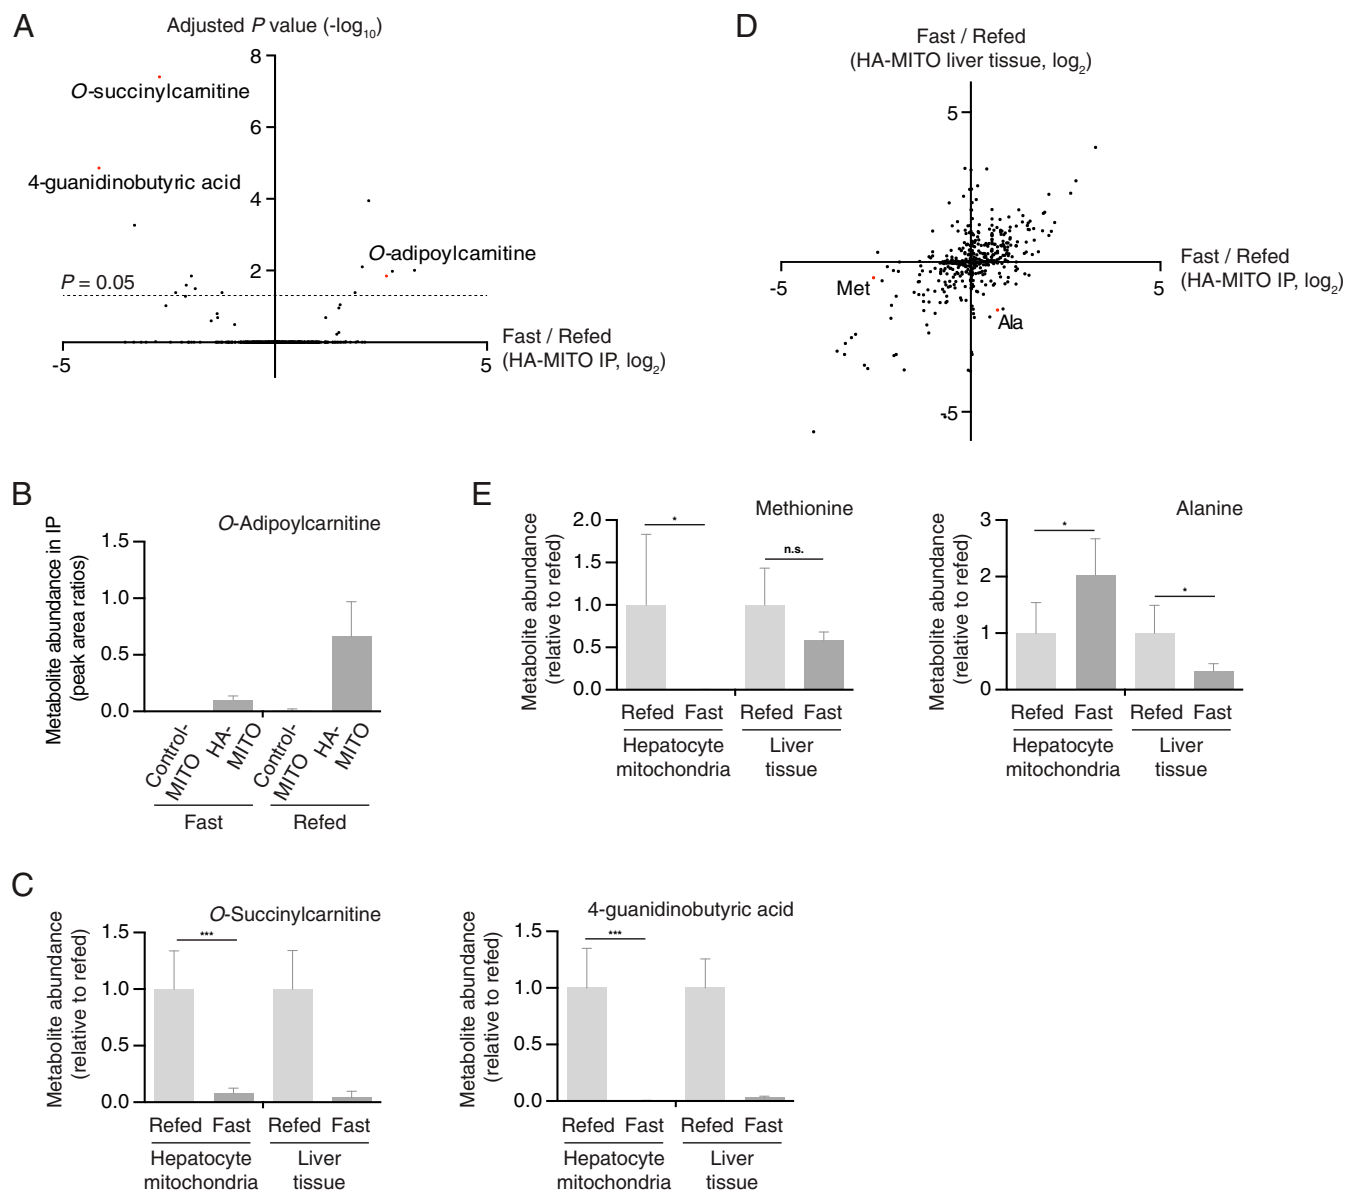 A
Adjusted P value (-log10)
8
O-succinylcarnitine
6
4-guanidinobutyric acid
4
O-adipoylcarnitine
2
P = 0.05
Fast / Refed
(HA-MITO IP, log2)
-5
5
D
Fast / Refed
(HA-MITO liver tissue, log2)
5
Fast / Refed
(HA-MITO IP, log2)
-5
5
Met
Ala
-5
B
Metabolite abundance in IP
(peak area ratios)
O-Adipoylcarnitine
1.5
1.0
0.5
0.0
Control-
MITO
HA-
MITO
Control-
MITO
HA-
MITO
Fast
Refed
E
Metabolite abundance
(relative to refed)
Methionine
2.0
1.5
1.0
0.5
0.0
*
n.s.
Refed Fast Refed Fast
Hepatocyte
mitochondria
Liver
tissue
Metabolite abundance
(relative to refed)
Alanine
3
2
1
0
*
*
Refed Fast Refed Fast
Hepatocyte
mitochondria
Liver
tissue
C
Metabolite abundance
(relative to refed)
O-Succinylcarnitine
1.5
1.0
0.5
0.0
***
Refed Fast Refed Fast
Hepatocyte
mitochondria
Liver
tissue
Metabolite abundance
(relative to refed)
4-guanidinobutyric acid
1.5
1.0
0.5
0.0
***
Refed Fast Refed Fast
Hepatocyte
mitochondria
Liver
tissue